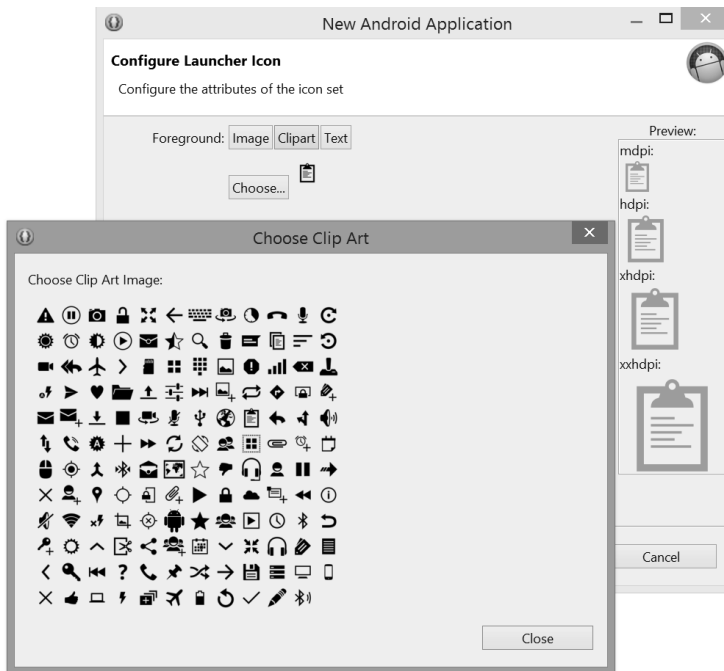 New Android Application
Configure Launcher Icon
Configure the attributes of the icon set
Foreground: Image Clipart Text
Choose...
Preview:
mdpi:
hdpi:
xhdpi:
xxhdpi:
Cancel
Choose Clip Art
Choose Clip Art Image:
Close